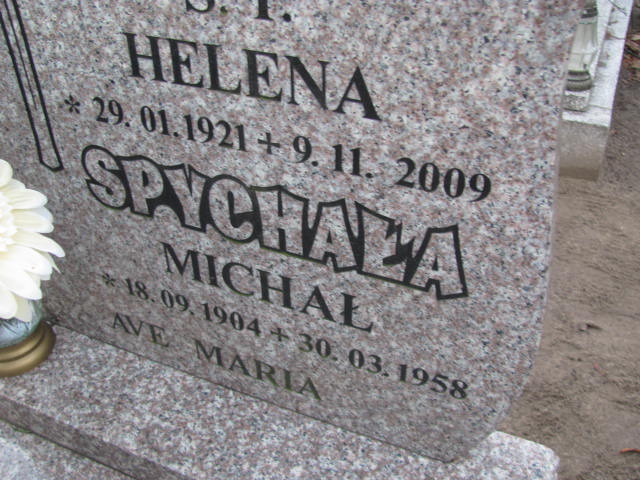 Ś. P.
HELENA
* 29. 01. 1921 + 9. 11. 2009
SPYCHAŁA
MICHAŁ
* 18. 09. 1904 + 30. 03. 1958
AVE MARIA